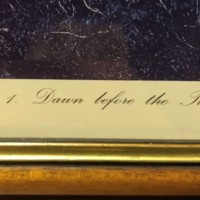 1. Dawn before the